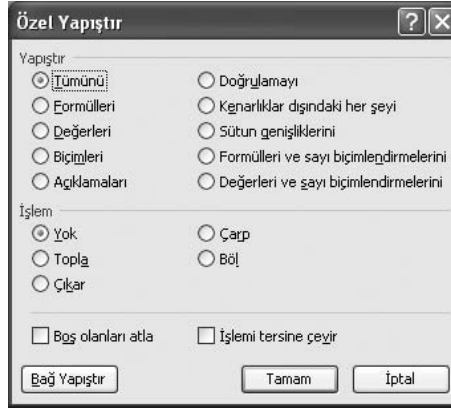 Özel Yapıştır
Yapıştır
Tümünü
Doğrulamayı
Formülleri
Kenarlıklar dışındaki her şeyi
Değerleri
Sütun genişliklerini
Biçimleri
Formülleri ve sayı biçimlendirmelerini
Açıklamaları
Değerleri ve sayı biçimlendirmelerini
İşlem
Yok
Çarp
Topla
Böl
Çıkar
Boş olanları atla
İşlemi tersine çevir
Bağ Yapıştır
Tamam
İptal